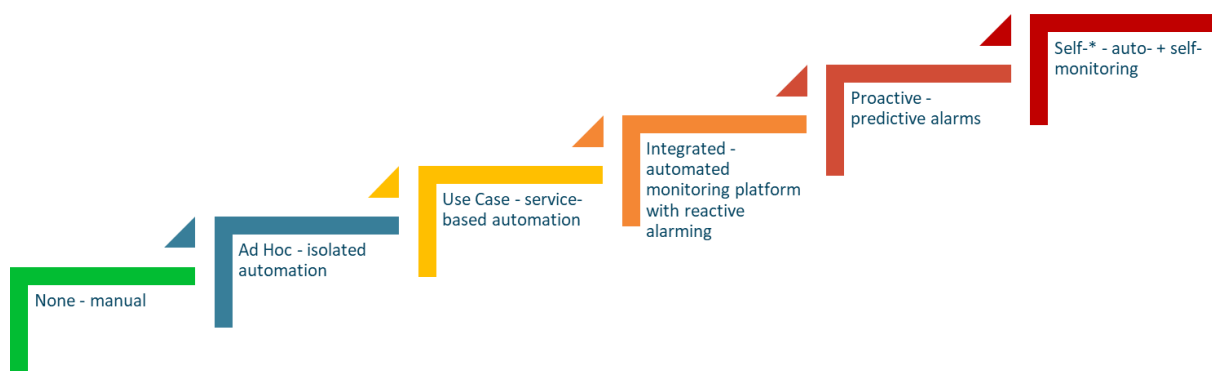 None - manual
Ad Hoc - isolated
automation
Use Case - service-
based automation
Integrated -
automated
monitoring platform
with reactive
alarming
Proactive -
predictive alarms
Self-* - auto- + self-
monitoring